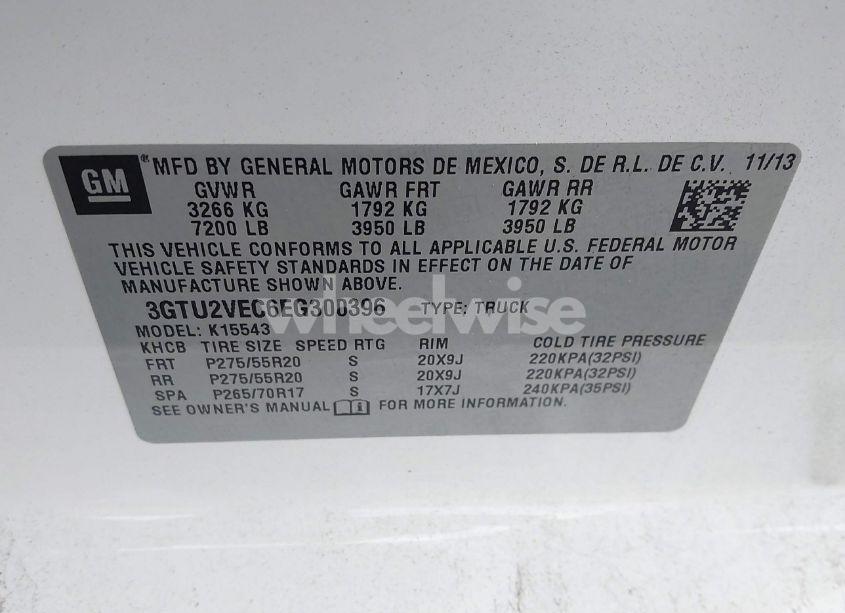 GM ® MFD BY GENERAL MOTORS DE MEXICO, S. DE R.L. DE C.V. 11/13
GVWR GAWR FRT GAWR RR
3266 KG 1792 KG 1792 KG
7200 LB 3950 LB 3950 LB
THIS VEHICLE CONFORMS TO ALL APPLICABLE U.S. FEDERAL MOTOR
VEHICLE SAFETY STANDARDS IN EFFECT ON THE DATE OF
MANUFACTURE SHOWN ABOVE.
3GTU2VEC6EG300396 TYPE: TRUCK
wheelwise
MODEL: K15543
KHCB TIRE SIZE SPEED RTG RIM COLD TIRE PRESSURE
FRT P275/55R20 S 20X9J 220KPA(32PSI)
RR P275/55R20 S 20X9J 220KPA(32PSI)
SPA P265/70R17 S 17X7J 240KPA(35PSI)
SEE OWNER'S MANUAL FOR MORE INFORMATION.